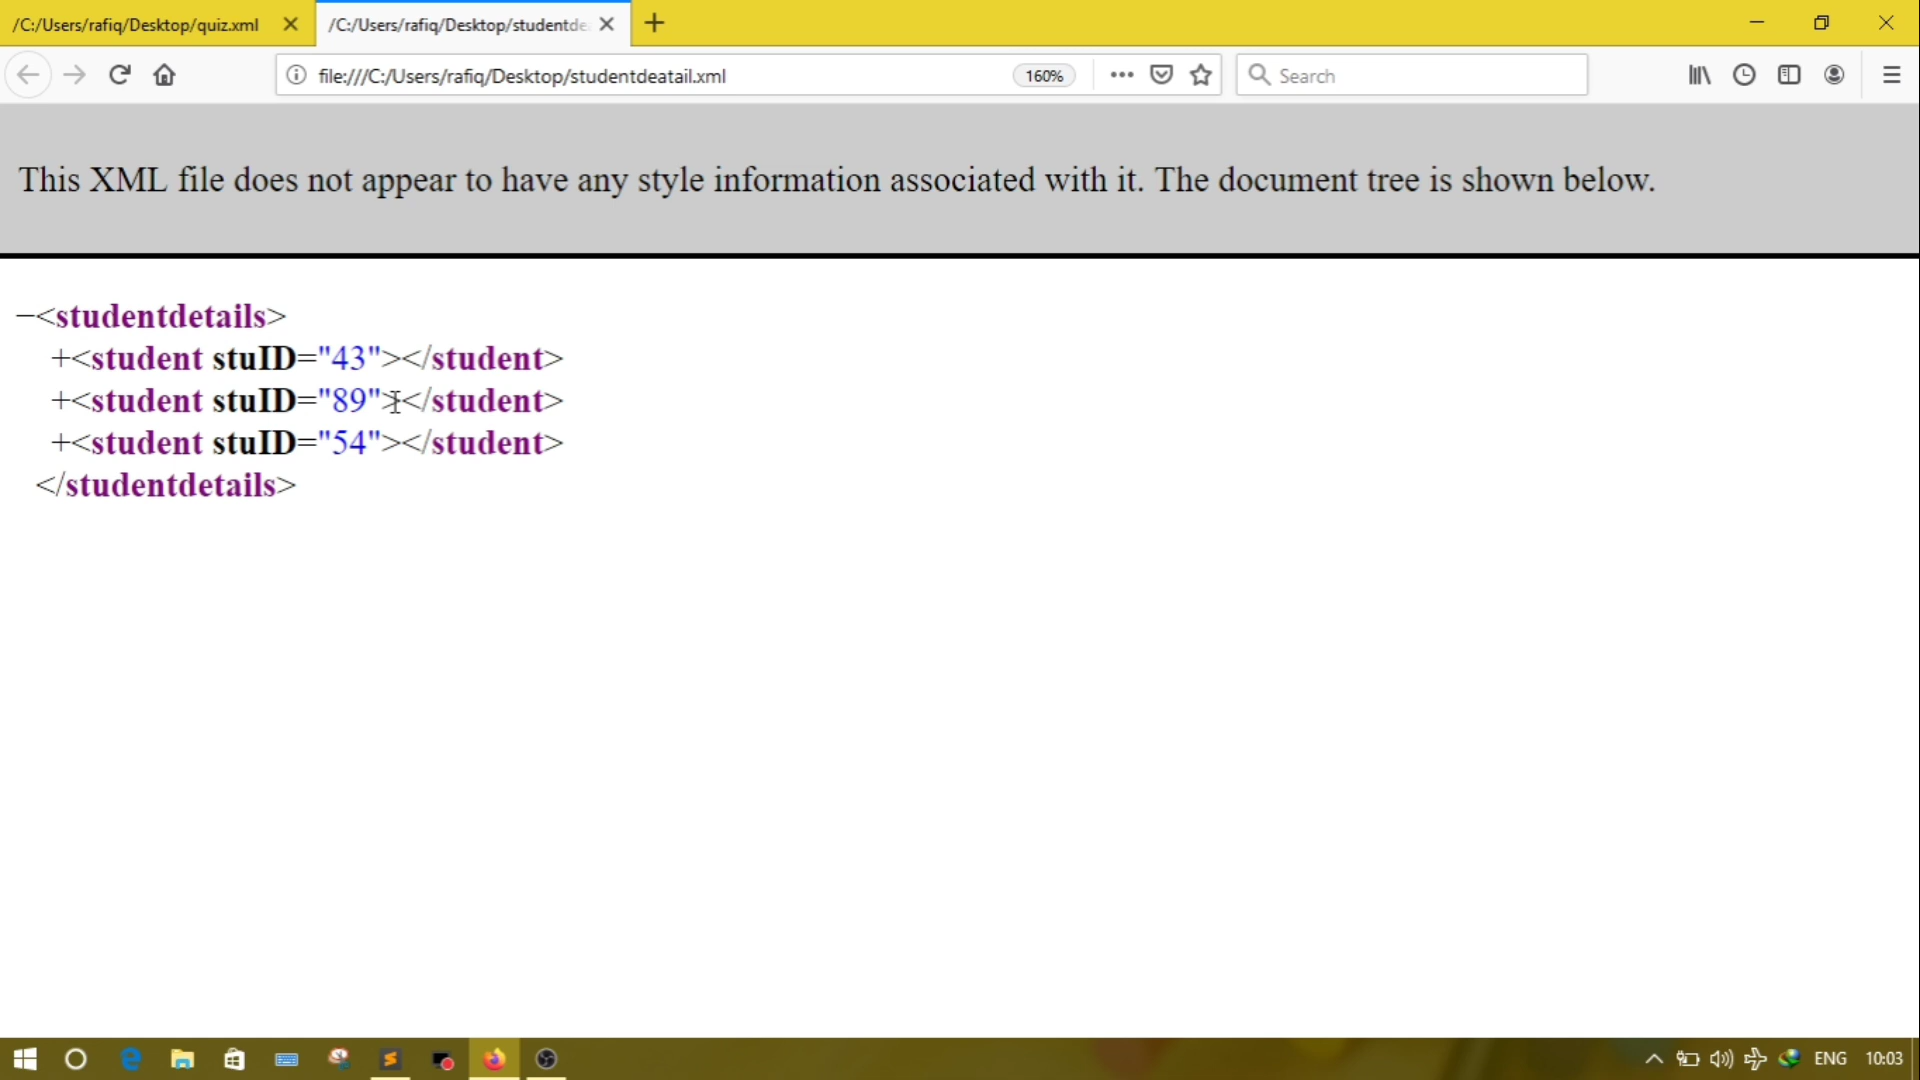 /C:/Users/rafiq/Desktop/quiz.xml
/C:/Users/rafiq/Desktop/studentde
file:///C:/Users/rafiq/Desktop/studentdeatail.xml
160%
Search
This XML file does not appear to have any style information associated with it. The document tree is shown below.
−<studentdetails>
+<student stuID="43"></student>
+<student stuID="89"></student>
+<student stuID="54"></student>
</studentdetails>
ENG
10:03